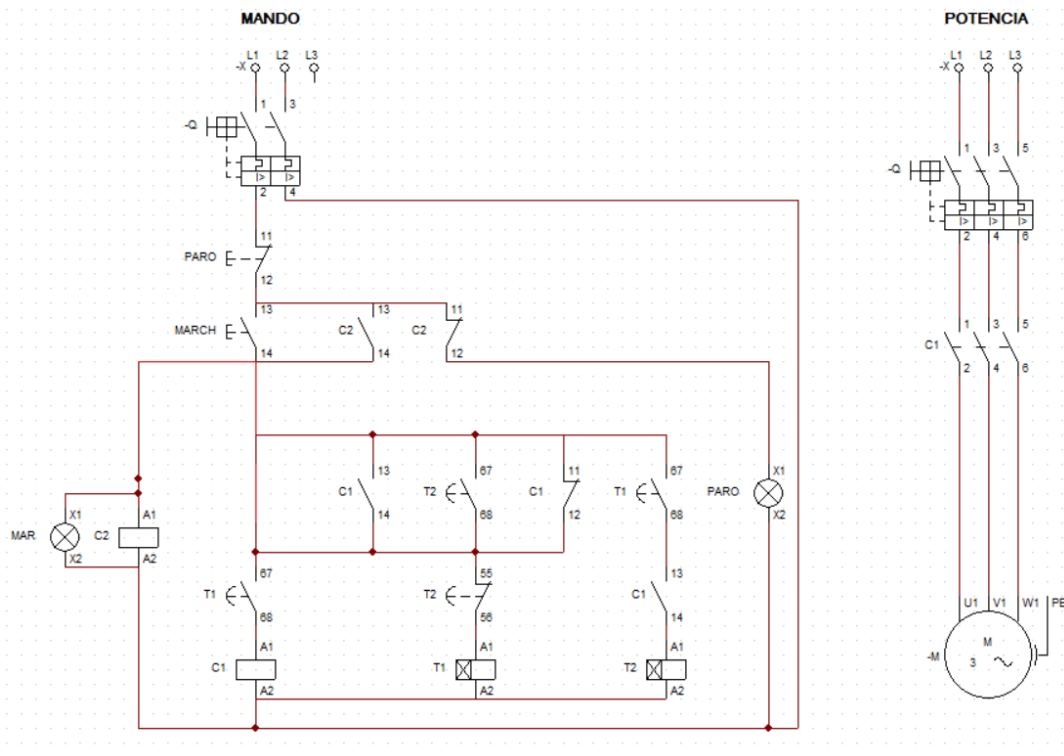 MANDO
POTENCIA
L1 L2 L3
-X
L1 L2 L3
-X
1 3
-Q
I> I>
2 4
1 3 5
-Q
I> I> I>
2 4 6
11
PARO
12
13 13 11
MARCH C2 C2
14 14 12
1 3 5
C1
2 4 6
13 67 11 67 X1
C1 T2 C1 T1 PARO
14 68 12 68 X2
X1 A1
MAR C2
X2 A2
67 55 13
T1 T2 C1
68 56 14
A1 A1 A1
C1 T1 T2
A2 A2 A2
U1 V1 W1 PE
M
-M
3